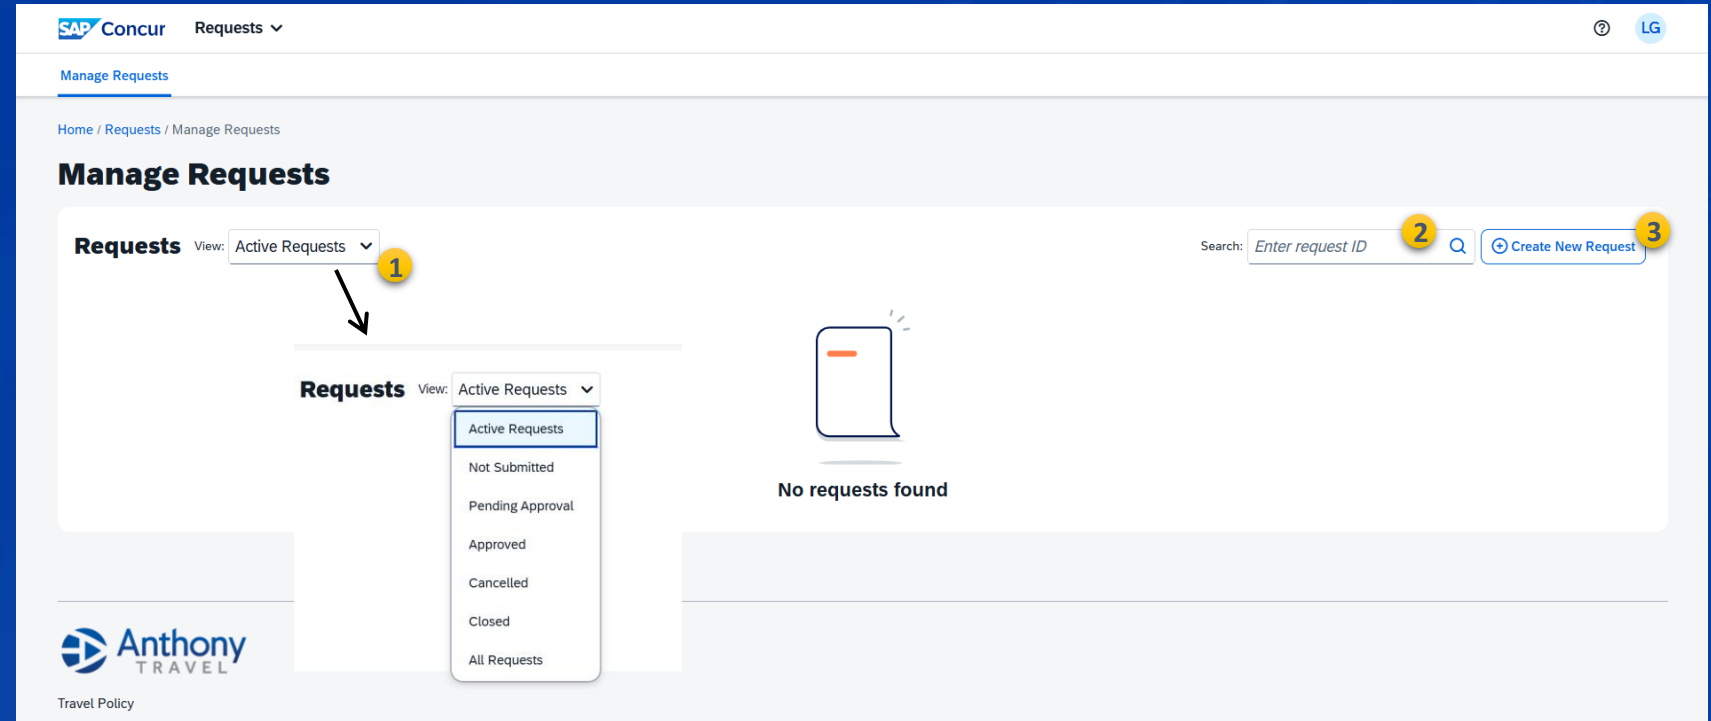 SAP Concur Requests LG
Manage Requests
Home / Requests / Manage Requests
Manage Requests
Requests View: Active Requests 1
Search: Enter request ID 2 Create New Request 3
Requests View: Active Requests
Active Requests
Not Submitted
Pending Approval
Approved
Cancelled
Closed
All Requests
No requests found
Anthony
TRAVEL
Travel Policy